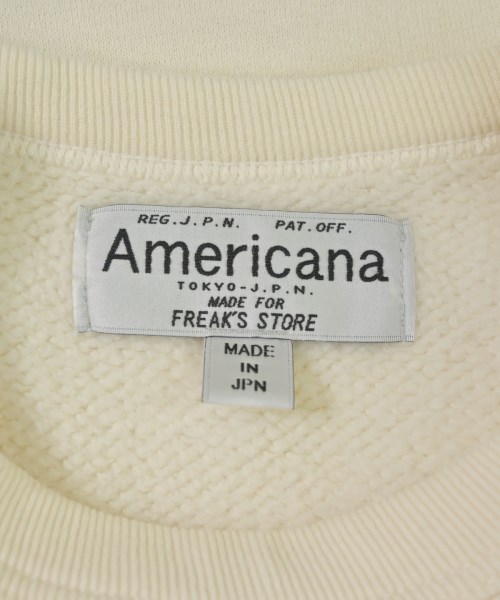 REG.J.P.N. PAT.OFF.
Americana
TOKYO-J.P.N.
MADE FOR
FREAK'S STORE
MADE
IN
JPN